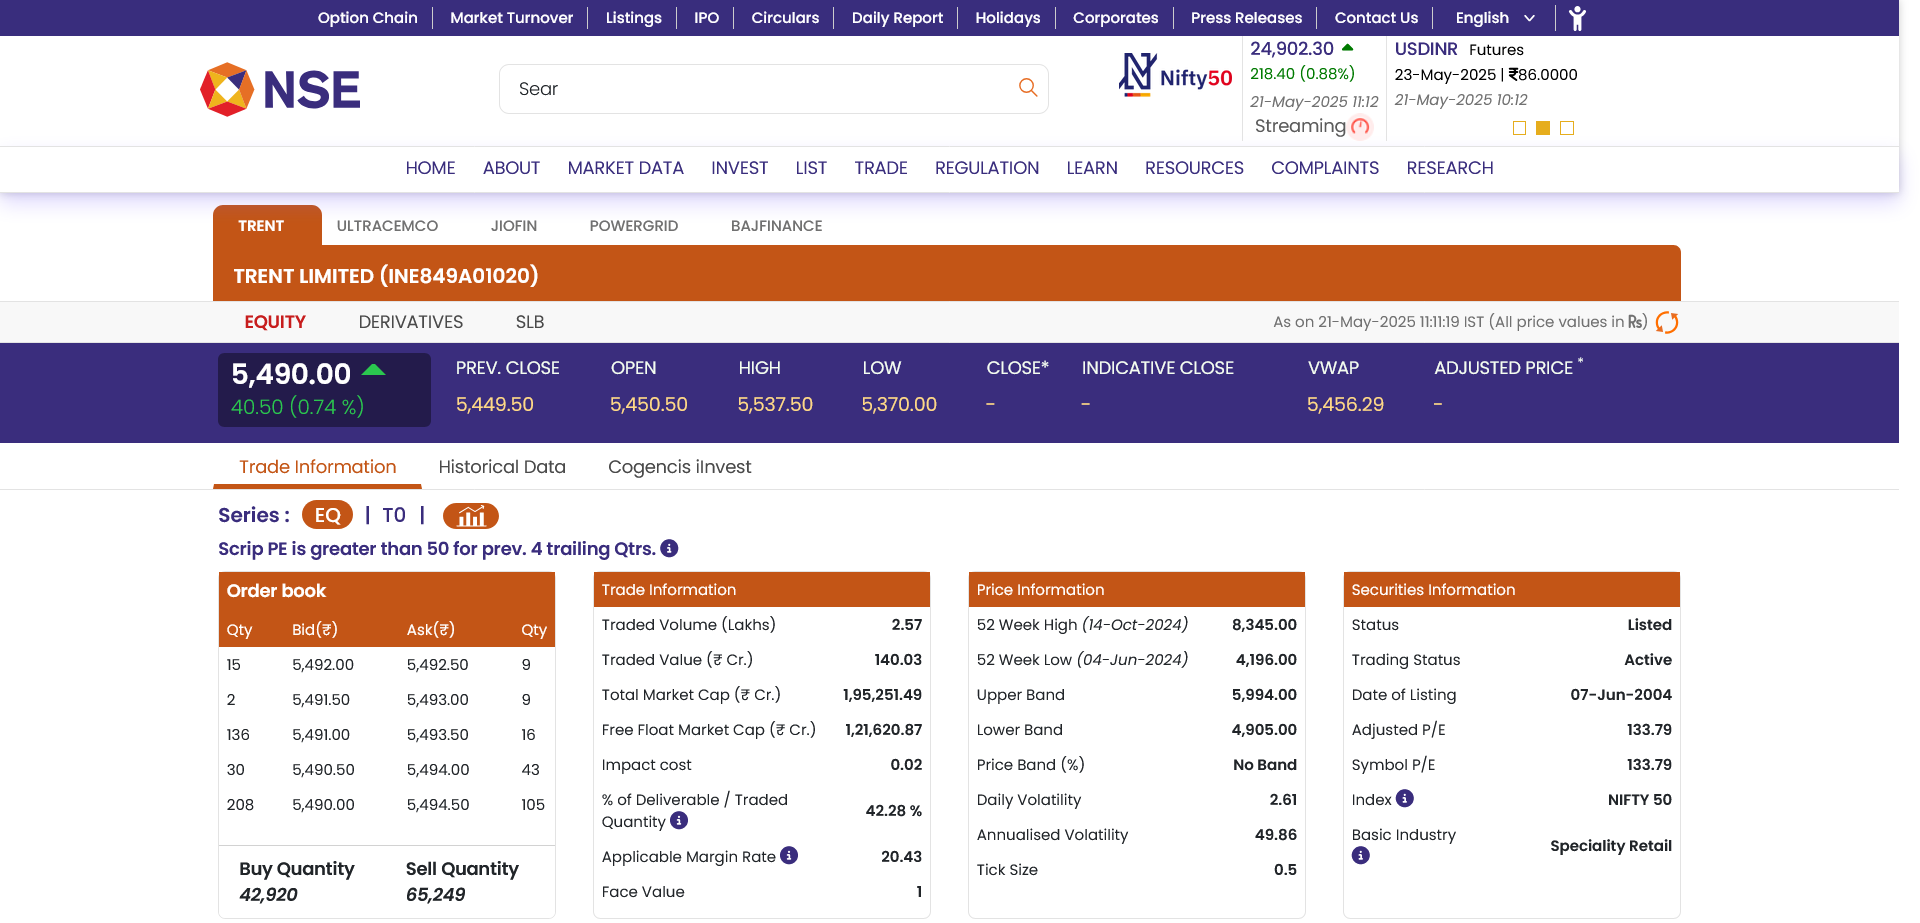 Option Chain Market Turnover Listings IPO Circulars Daily Report Holidays Corporates Press Releases Contact Us English
NSE
Sear
Nifty50
24,902.30
218.40 (0.88%)
21-May-2025 11:12
Streaming
USDINR Futures
23-May-2025 | ₹86.0000
21-May-2025 10:12
HOME ABOUT MARKET DATA INVEST LIST TRADE REGULATION LEARN RESOURCES COMPLAINTS RESEARCH
TRENT ULTRACEMCO JIOFIN POWERGRID BAJFINANCE
TRENT LIMITED (INE849A01020)
EQUITY DERIVATIVES SLB As on 21-May-2025 11:11:19 IST (All price values in ₨)
5,490.00
40.50 (0.74 %)
PREV. CLOSE OPEN HIGH LOW CLOSE* INDICATIVE CLOSE VWAP ADJUSTED PRICE *
5,449.50 5,450.50 5,537.50 5,370.00 - - 5,456.29 -
Trade Information Historical Data Cogencis iInvest
Series : EQ | T0 |
Scrip PE is greater than 50 for prev. 4 trailing Qtrs.
Order book
Qty Bid(₹) Ask(₹) Qty
15 5,492.00 5,492.50 9
2 5,491.50 5,493.00 9
136 5,491.00 5,493.50 16
30 5,490.50 5,494.00 43
208 5,490.00 5,494.50 105
Buy Quantity Sell Quantity
42,920 65,249
Trade Information
Traded Volume (Lakhs) 2.57
Traded Value (₹ Cr.) 140.03
Total Market Cap (₹ Cr.) 1,95,251.49
Free Float Market Cap (₹ Cr.) 1,21,620.87
Impact cost 0.02
% of Deliverable / Traded
Quantity 42.28 %
Applicable Margin Rate 20.43
Face Value 1
Price Information
52 Week High (14-Oct-2024) 8,345.00
52 Week Low (04-Jun-2024) 4,196.00
Upper Band 5,994.00
Lower Band 4,905.00
Price Band (%) No Band
Daily Volatility 2.61
Annualised Volatility 49.86
Tick Size 0.5
Securities Information
Status Listed
Trading Status Active
Date of Listing 07-Jun-2004
Adjusted P/E 133.79
Symbol P/E 133.79
Index NIFTY 50
Basic Industry Speciality Retail